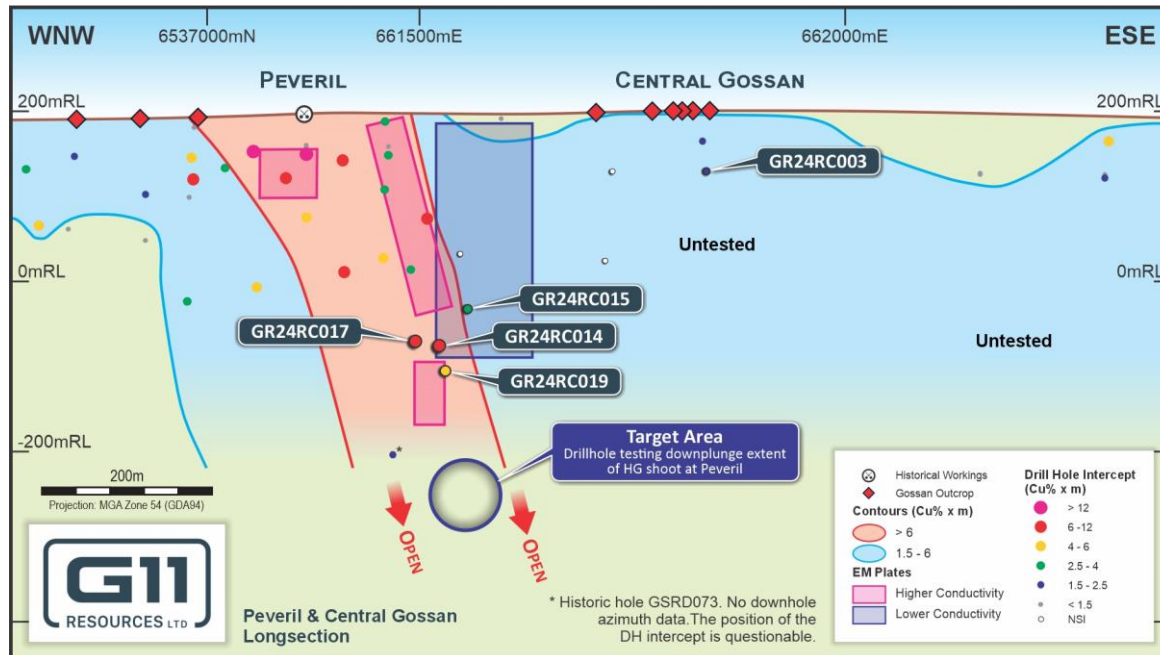 WNW
6537000mN
661500mE
662000mE
ESE
PEVERIL
CENTRAL GOSSAN
200mRL
200mRL
GR24RC003
Untested
0mRL
0mRL
GR24RC015
GR24RC017
GR24RC014
Untested
GR24RC019
-200mRL
Target Area
Drillhole testing downplunge extent
of HG shoot at Peveril
*
200m
Projection: MGA Zone 54 (GDA94)
OPEN
OPEN
G11
RESOURCES LTD
Peveril & Central Gossan
Longsection
* Historic hole GSRD073. No downhole
azimuth data.The position of the
DH intercept is questionable.
Historical Workings
Gossan Outcrop
Contours (Cu% x m)
> 6
1.5 - 6
EM Plates
Higher Conductivity
Lower Conductivity
Drill Hole Intercept
(Cu% x m)
> 12
6 -12
4 - 6
2.5 - 4
1.5 - 2.5
< 1.5
NSI